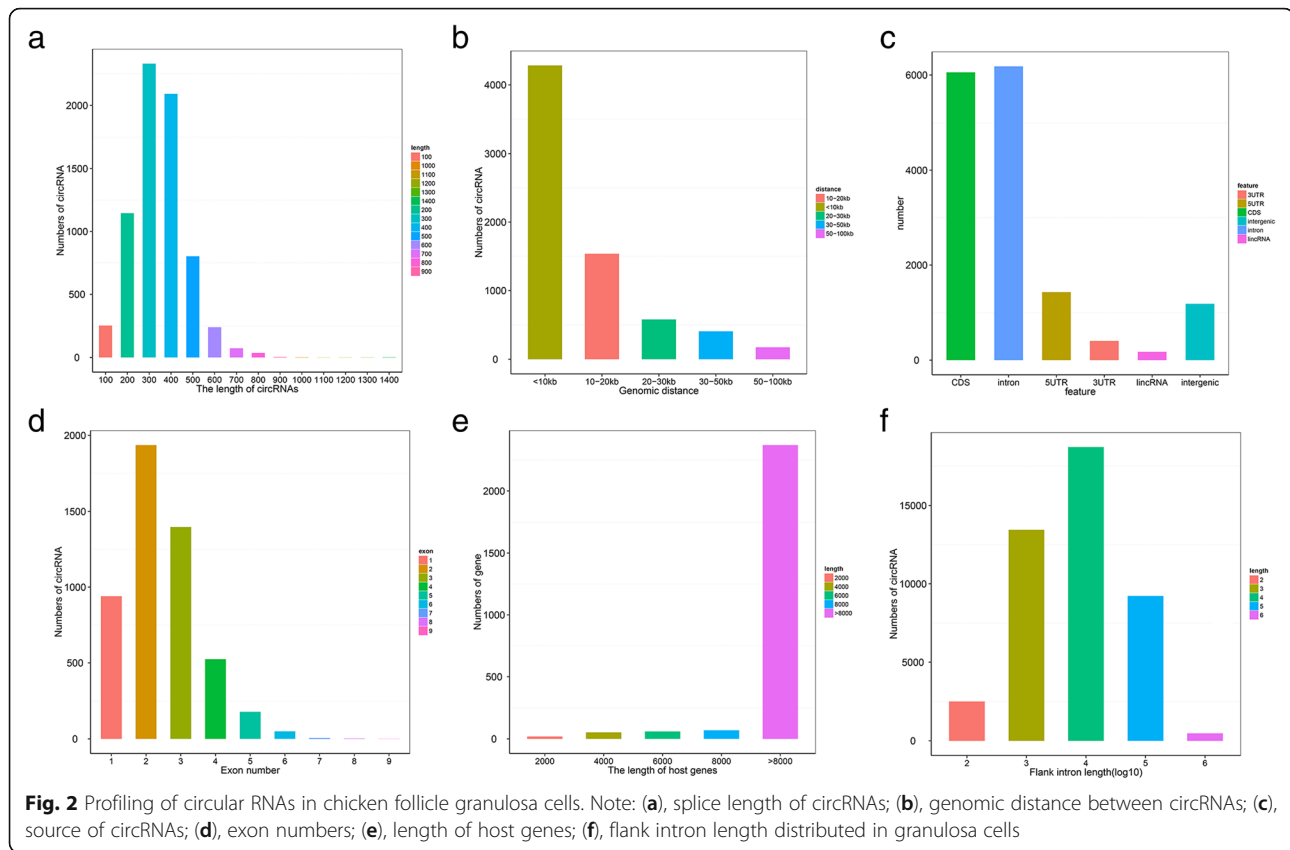 a
Numbers of circRNA
2000
1500
1000
500
0
100 200 300 400 500 600 700 800 900 1000 1100 1200 1300 1400
The length of circRNAs
length
100
1000
1100
1200
1300
1400
200
300
400
500
600
700
800
900
b
Numbers of circRNA
4000
4000
3000
1000
0
<10kb 10−20kb 20−30kb 30−50kb 50−100kb
Genomic distance
distance
10−20kb
<10kb
20−30kb
30−50kb
50−100kb
c
number
6000
4000
2000
0
CDS intron 5UTR 3UTR lincRNA intergenic
feature
feature
3UTR
5UTR
CDS
intergenic
intron
lincRNA
d
Numbers of circRNA
2000
1500
1000
500
0
1 2 3 4 5 6 7 8 9
Exon number
exon
1
2
3
4
5
6
7
8
9
e
Numbers of gene
2000
1500
1000
500
0
2000 4000 6000 8000 >8000
The length of host genes
length
2000
4000
6000
8000
>8000
f
Numbers of circRNA
15000
10000
5000
0
2 3 4 5 6
Flank intron length(log10)
length
2
3
4
5
6
Fig. 2 Profiling of circular RNAs in chicken follicle granulosa cells. Note: (a), splice length of circRNAs; (b), genomic distance between circRNAs; (c),
source of circRNAs; (d), exon numbers; (e), length of host genes; (f), flank intron length distributed in granulosa cells